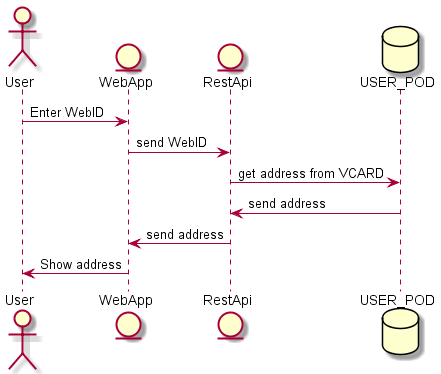 User WebApp RestApi USER_POD
Enter WebID
send WebID
get address from VCARD
send address
send address
Show address
User WebApp RestApi USER_POD